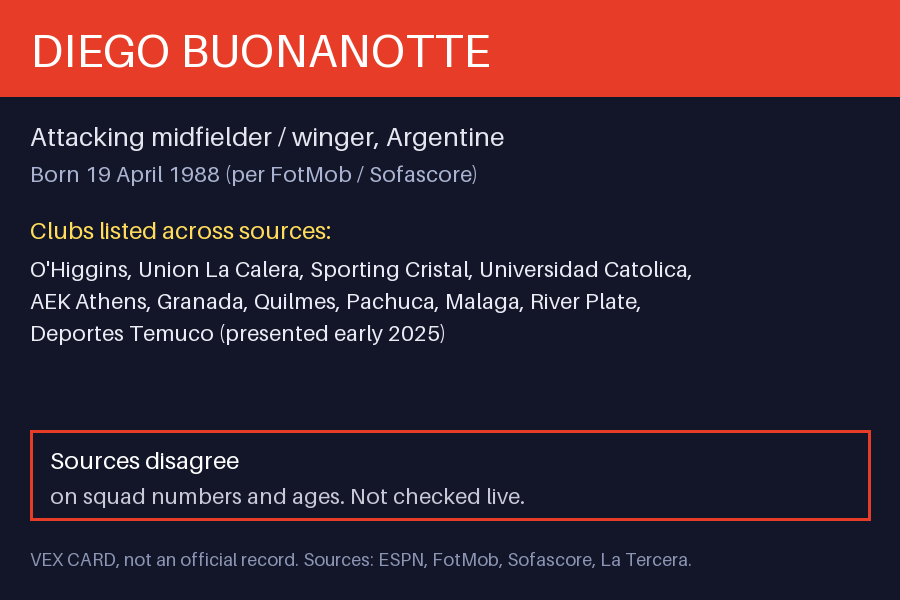 DIEGO BUONANOTTE
Attacking midfielder / winger, Argentine
Born 19 April 1988 (per FotMob / Sofascore)
Clubs listed across sources:
O'Higgins, Union La Calera, Sporting Cristal, Universidad Catolica,
AEK Athens, Granada, Quilmes, Pachuca, Malaga, River Plate,
Deportes Temuco (presented early 2025)
Sources disagree
on squad numbers and ages. Not checked live.
VEX CARD, not an official record. Sources: ESPN, FotMob, Sofascore, La Tercera.